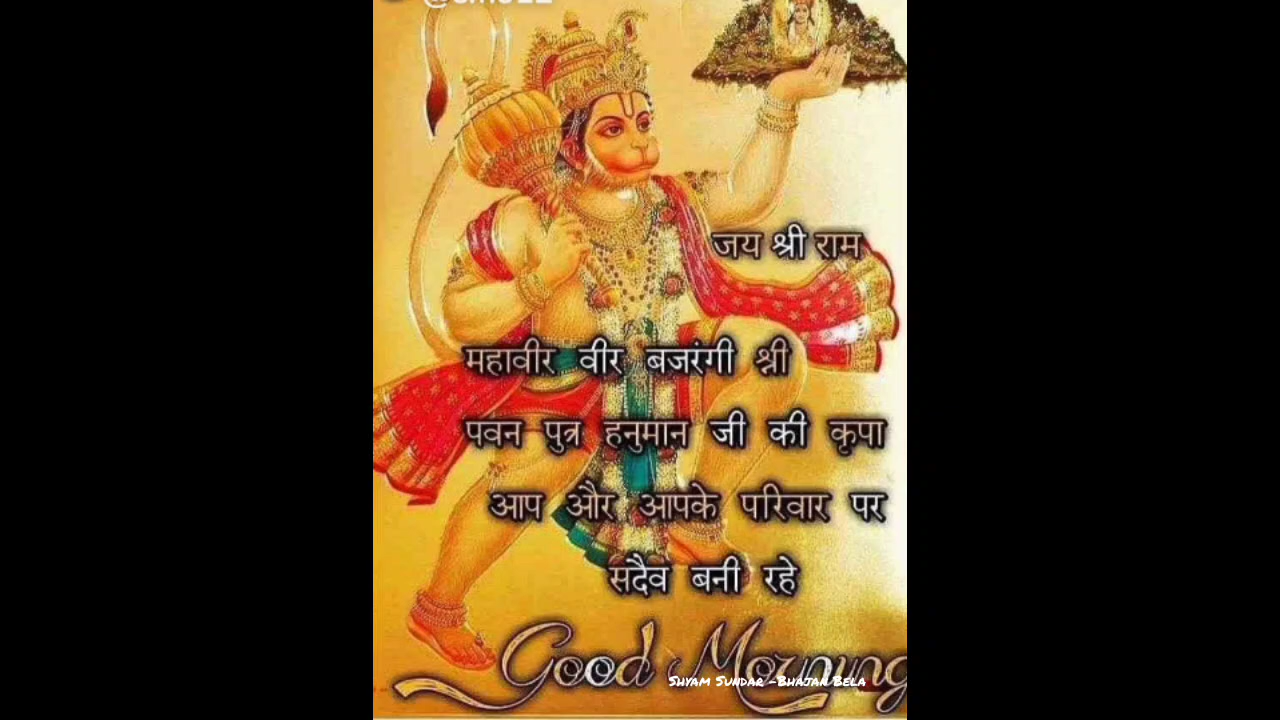 जय श्री राम
महावीर वीर बजरंगी श्री
पवन पुत्र हनुमान जी की कृपा
आप और आपके परिवार पर
सदैव बनी रहे
Good Morning
Shyam Sundar -Bhajan Bela